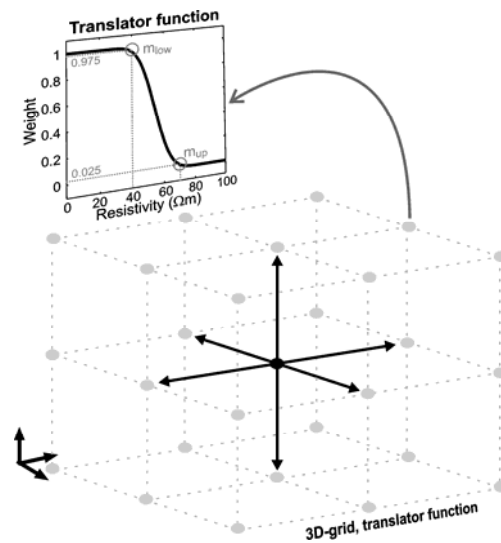 Translator function
1
0.975
m_low
0.8
0.6
0.4
0.2
0.025
0
m_up
Weight
0 20 40 60 80 100
Resistivity (Ωm)
3D-grid, translator function